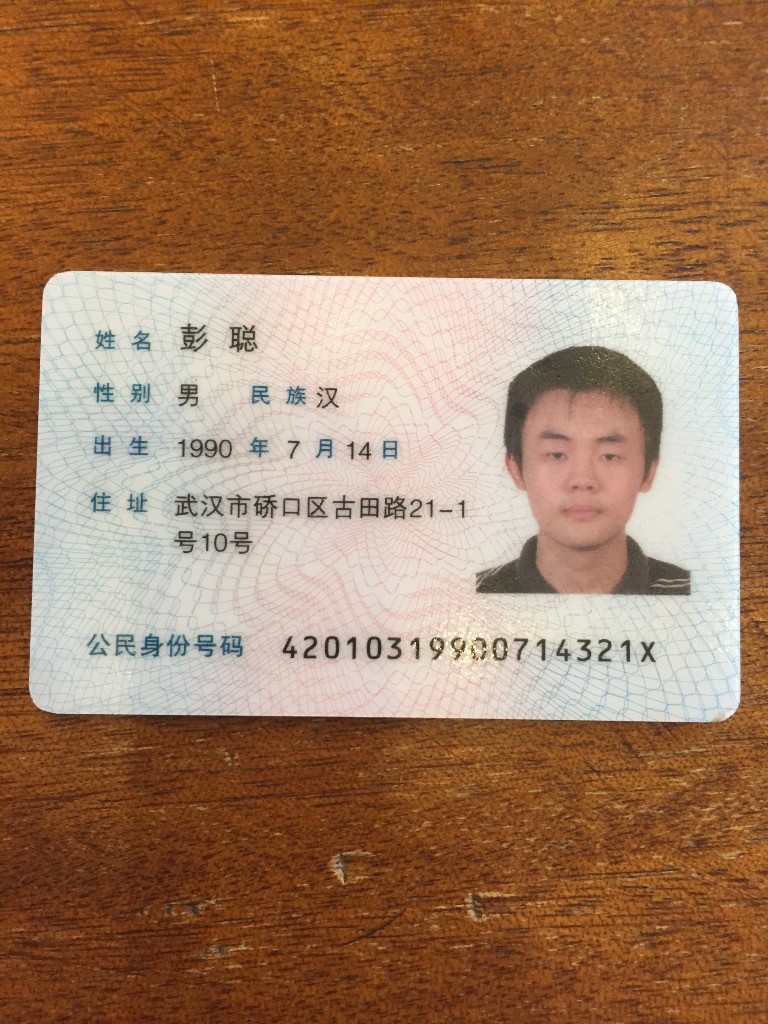 姓名 彭聪
性别 男 民族 汉
出生 1990 年 7 月 14 日
住址 武汉市硚口区古田路21-1
号10号
公民身份号码 42010319900714321X